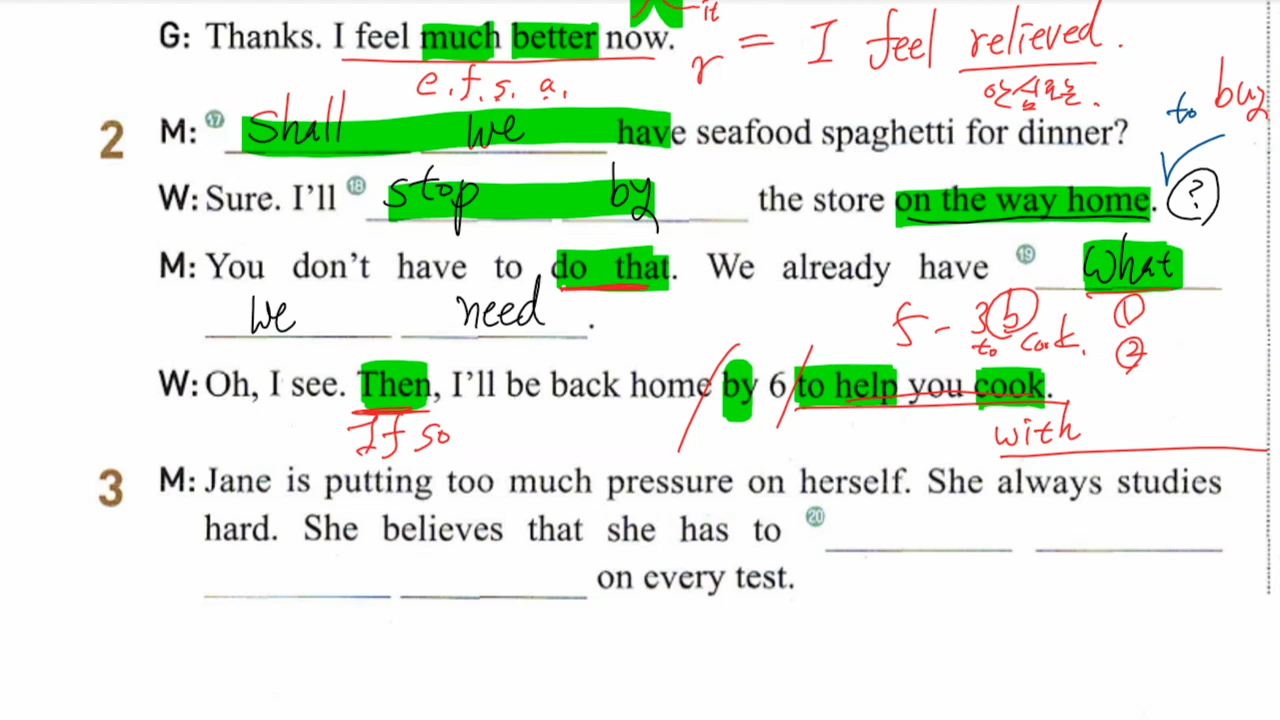 it
G: Thanks. I feel much better now. = I feel relieved.
r
e. f. s. a. 안심되는.
to buy
2 M: ⑰ Shall we have seafood spaghetti for dinner?
W: Sure. I'll ⑱ stop by the store on the way home. ?
M: You don't have to do that. We already have ⑲ What
We need .
5 - 3 b ①
to cook. ②
W: Oh, I see. Then, I'll be back home / by 6 / to help you cook.
If so with
3 M: Jane is putting too much pressure on herself. She always studies
hard. She believes that she has to ⑳
on every test.